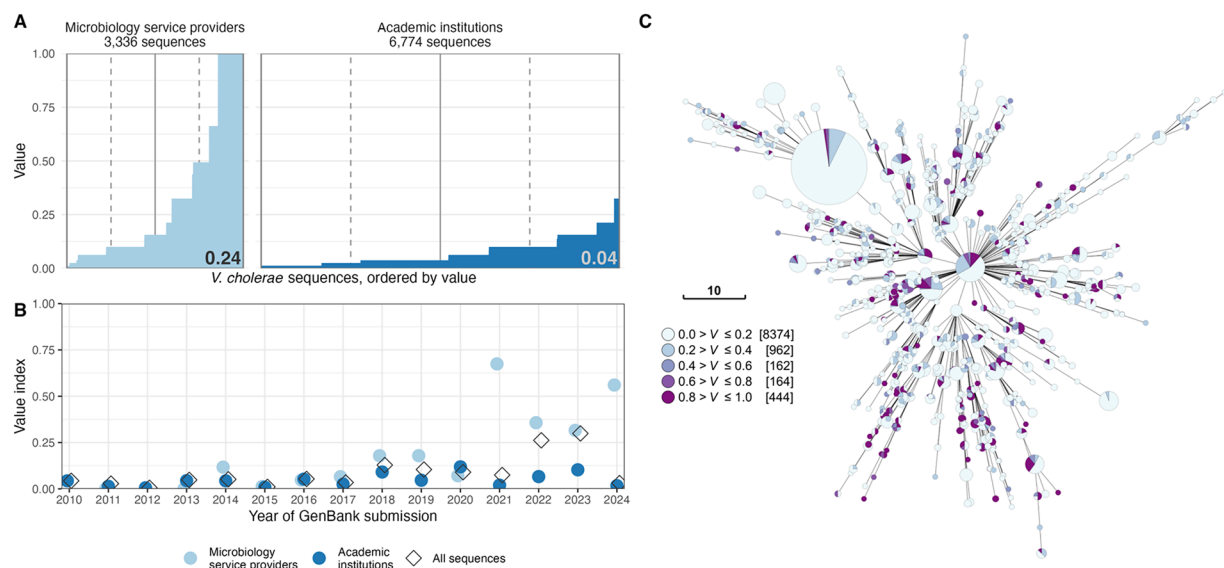 A
Microbiology service providers
3,336 sequences
Academic institutions
6,774 sequences
1.00
0.75
0.50
0.25
0.00
Value
0.24
0.04
V. cholerae sequences, ordered by value
B
1.00
0.75
0.50
0.25
0.00
Value index
2010 2011 2012 2013 2014 2015 2016 2017 2018 2019 2020 2021 2022 2023 2024
Year of GenBank submission
Microbiology
service providers
Academic
institutions
All sequences
C
10
0.0 > V ≤ 0.2 [8374]
0.2 > V ≤ 0.4 [962]
0.4 > V ≤ 0.6 [162]
0.6 > V ≤ 0.8 [164]
0.8 > V ≤ 1.0 [444]